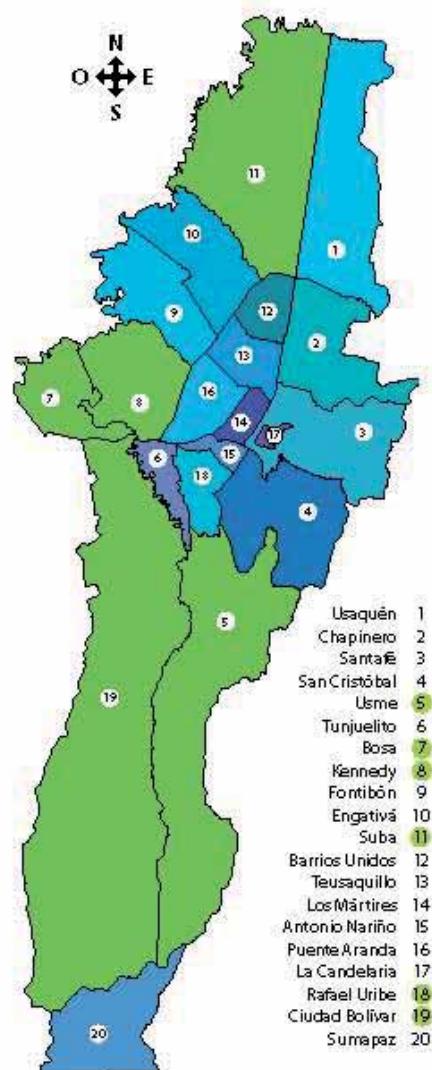 N
O E
S
11
1
10
12
9
2
13
7
8
16
14
17
3
6
15
18
4
5
19
20
Usaquén 1
Chapinero 2
Santafé 3
San Cristóbal 4
Usme 5
Tunjuelito 6
Bosa 7
Kennedy 8
Fontibón 9
Engativá 10
Suba 11
Barrios Unidos 12
Teusaquillo 13
Los Mártires 14
Antonio Nariño 15
Puente Aranda 16
La Candelaria 17
Rafael Uribe 18
Ciudad Bolívar 19
Sumapaz 20